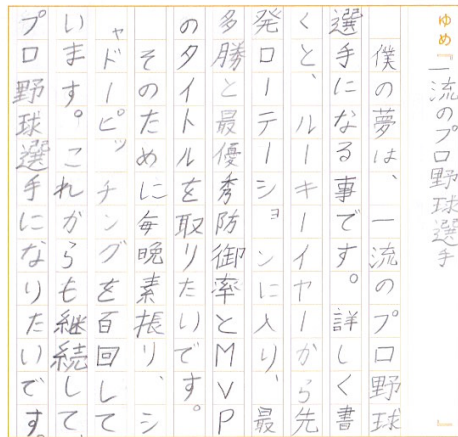 ゆめ 一流のプロ野球選手
僕の夢は、一流のプロ野球
選手になる事です。詳しく書
くと、ルーキーイヤーから先
発ローテーションに入り、最
多勝と最優秀防御率とMVP
のタイトルを取りたいです。
そのために毎晩素振り、シ
ャドーピッチングを百回して
います。これからも継続して、
プロ野球選手になりたいです。